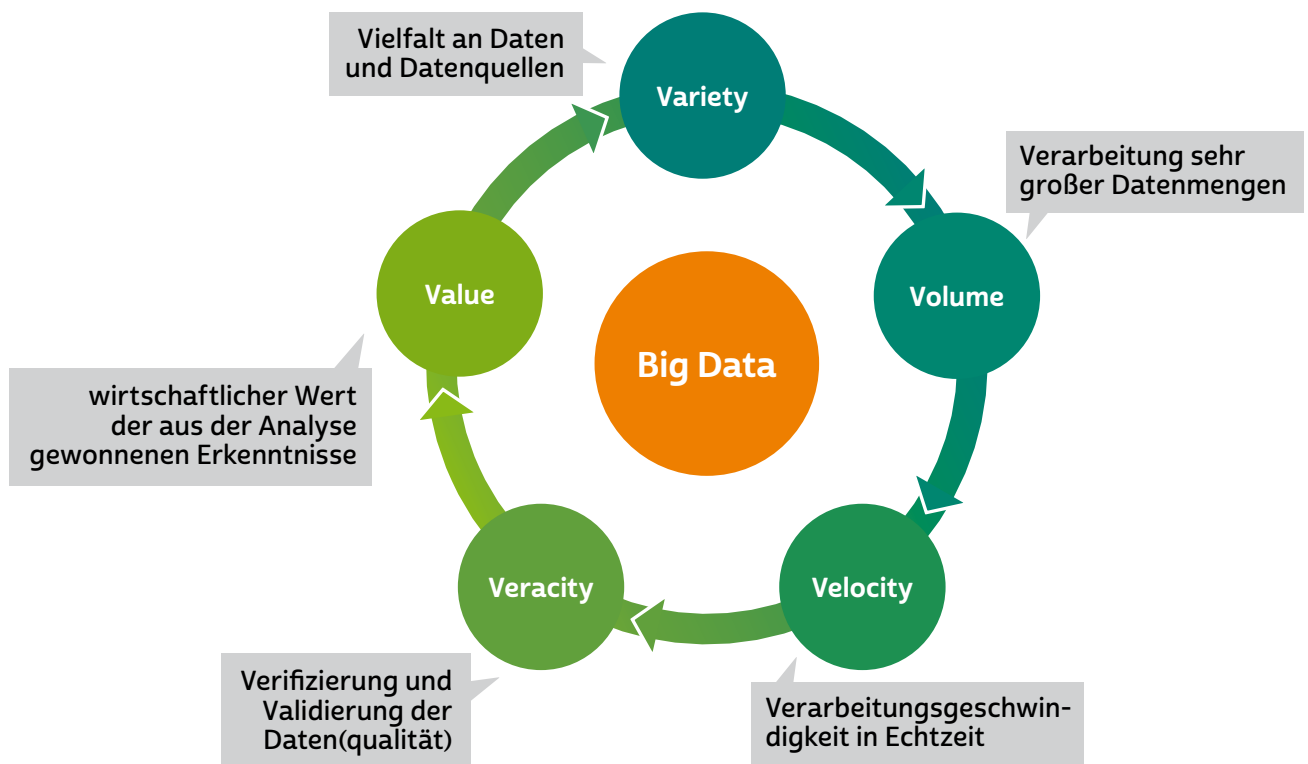 Vielfalt an Daten
und Datenquellen
Variety
Verarbeitung sehr
großer Datenmengen
Volume
Value
Big Data
wirtschaftlicher Wert
der aus der Analyse
gewonnenen Erkenntnisse
Veracity
Velocity
Verifizierung und
Validierung der
Daten(qualität)
Verarbeitungsgeschwin-
digkeit in Echtzeit